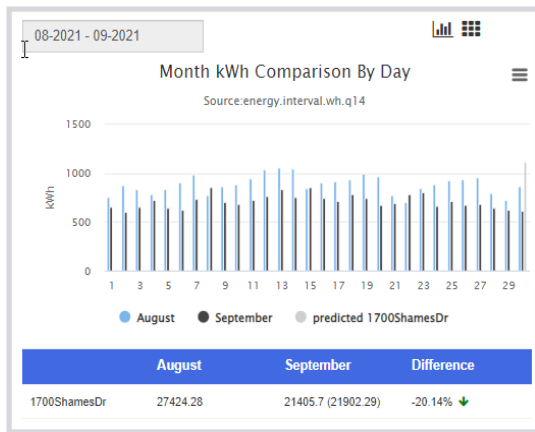 08-2021 - 09-2021
Month kWh Comparison By Day
Source:energy.interval.wh.q14
1500
1000
500
0
kWh
1 3 5 7 9 11 13 15 17 19 21 23 25 27 29
August September predicted 1700ShamesDr
August September Difference
1700ShamesDr 27424.28 21405.7 (21902.29) -20.14%